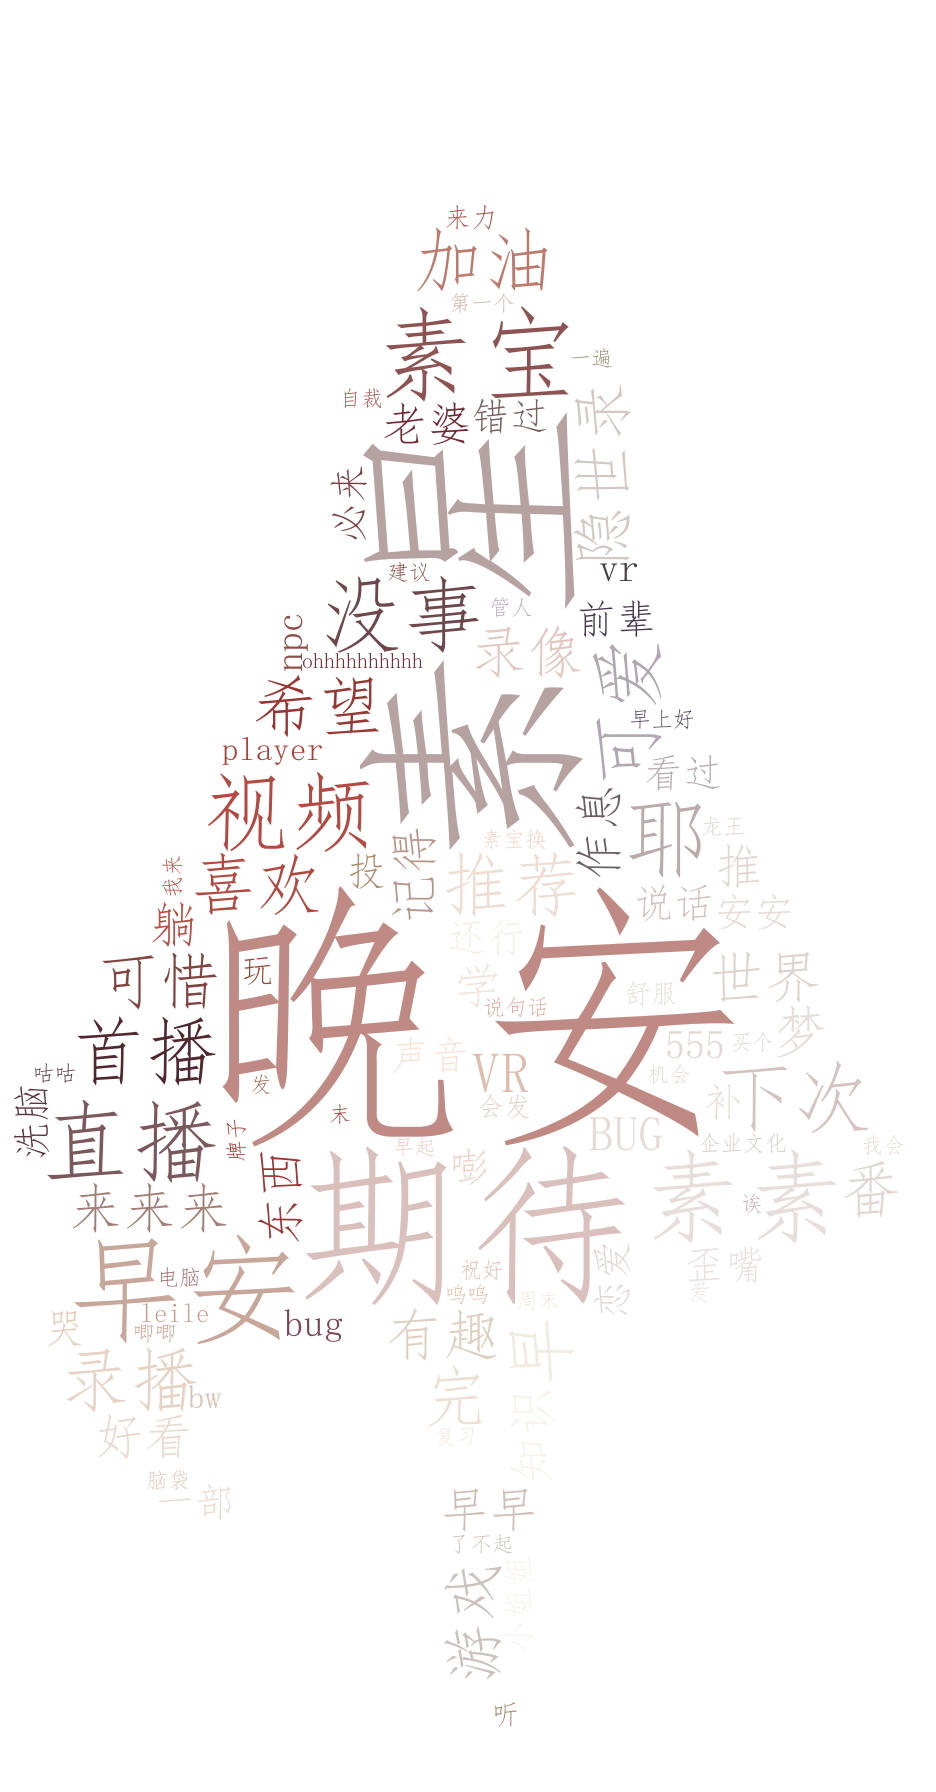 来力
加油
第一个
素宝
一遍
自裁
老婆
错过
隐世录
星素
必来
建议
vr
没事
管人
前辈
npc
录像
ohhhhhhhhhhh
可爱
希望
早上好
player
看过
视频
作息
耶
龙王
素宝换
记得
推荐
推
我来
喜欢
投
说话
安安
躺
晚安
还行
可惜
玩
学
世界
舒服
说句话
梦
首播
555
买个
声音
VR
机会
咕咕
发
下次
洗脑
会发
补
直播
末
BUG
牌子
早起
企业文化
我会
东西
嘭
期待
素素
番
诶
来来来
早安
电脑
祝好
恋爱
歪嘴
爱
呜呜
周末
哭
leile
唧唧
bug
有趣
知识早
录播
bw
完
好看
复习
脑袋
一部
早早
了不起
游戏
小姐姐
听